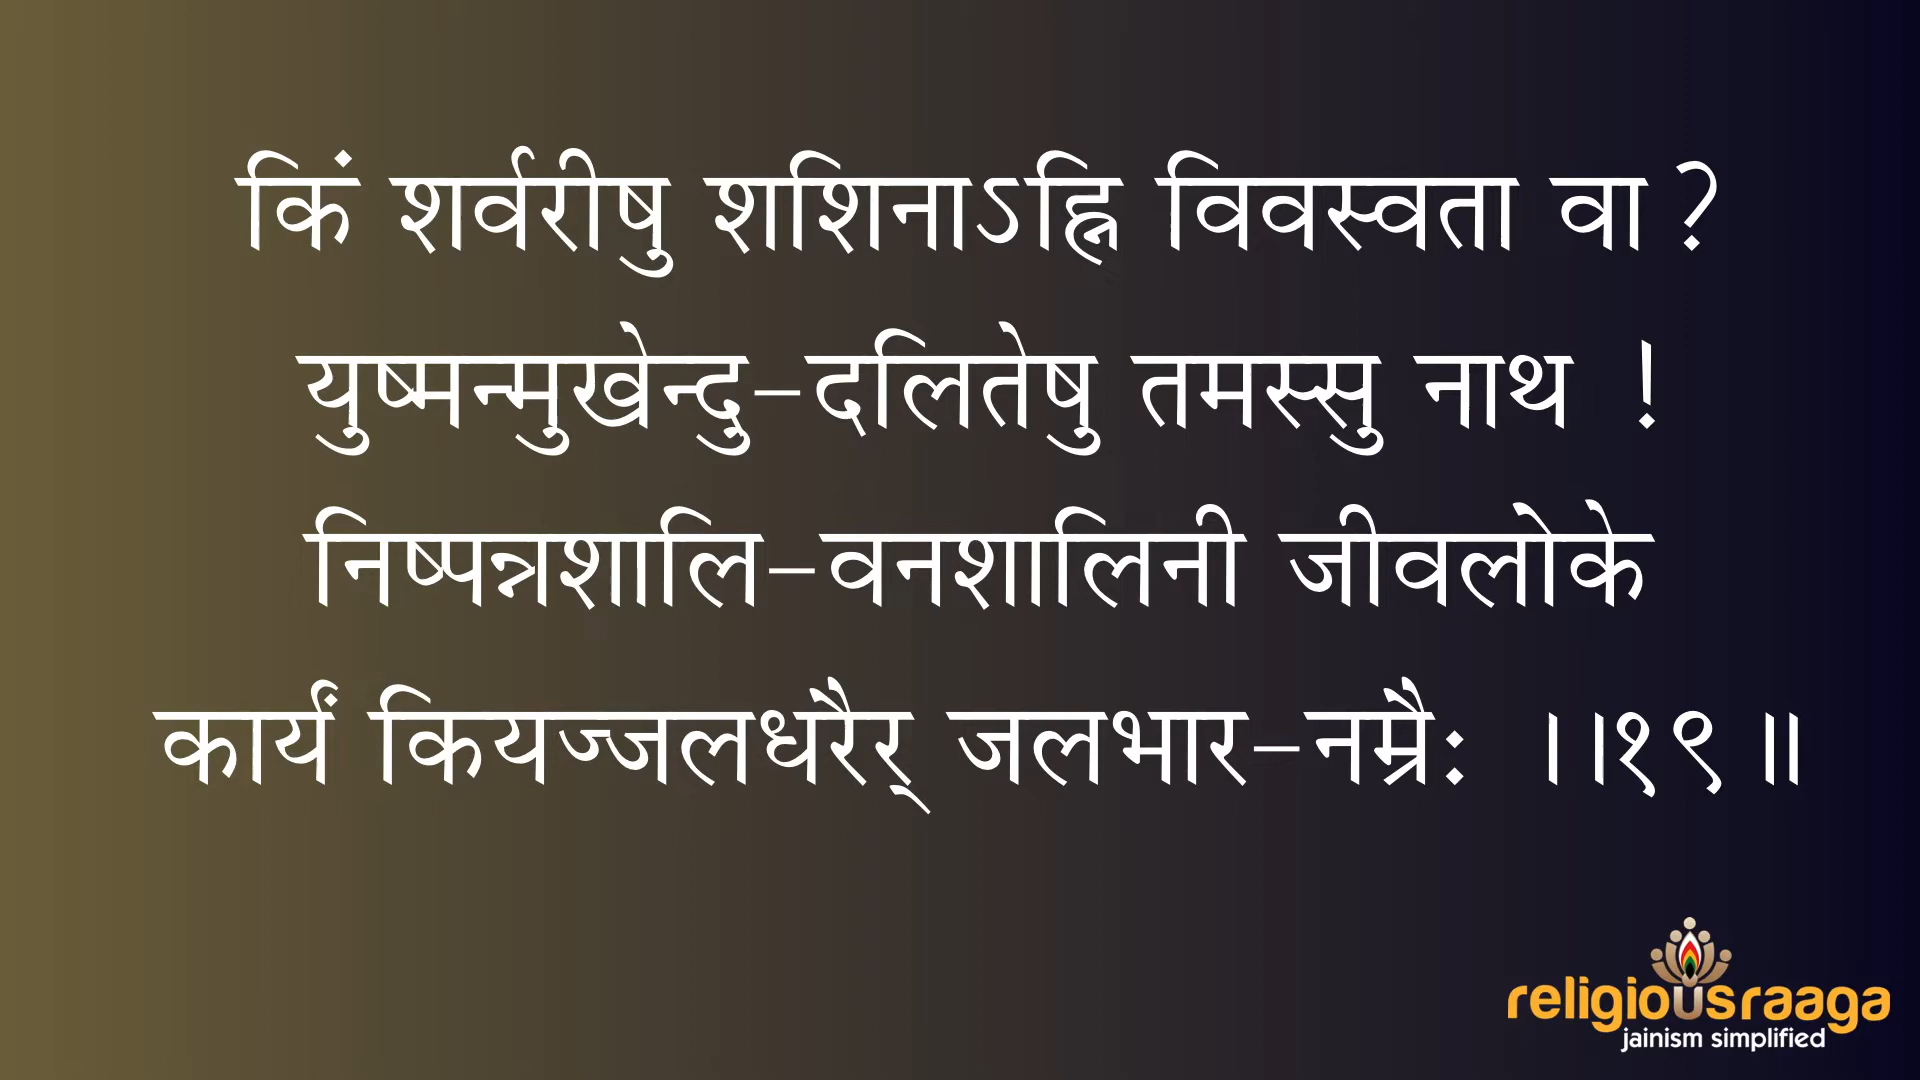 किं शर्वरीषु शशिनाऽह्नि विवस्वता वा ?
युष्मन्मुखेन्दु-दलितेषु तमस्सु नाथ !
निष्पन्नशालि-वनशालिनी जीवलोके
कार्यं कियज्जलधरैर् जलभार-नम्रैः ।।१९ ॥
religiousraaga
jainism simplified